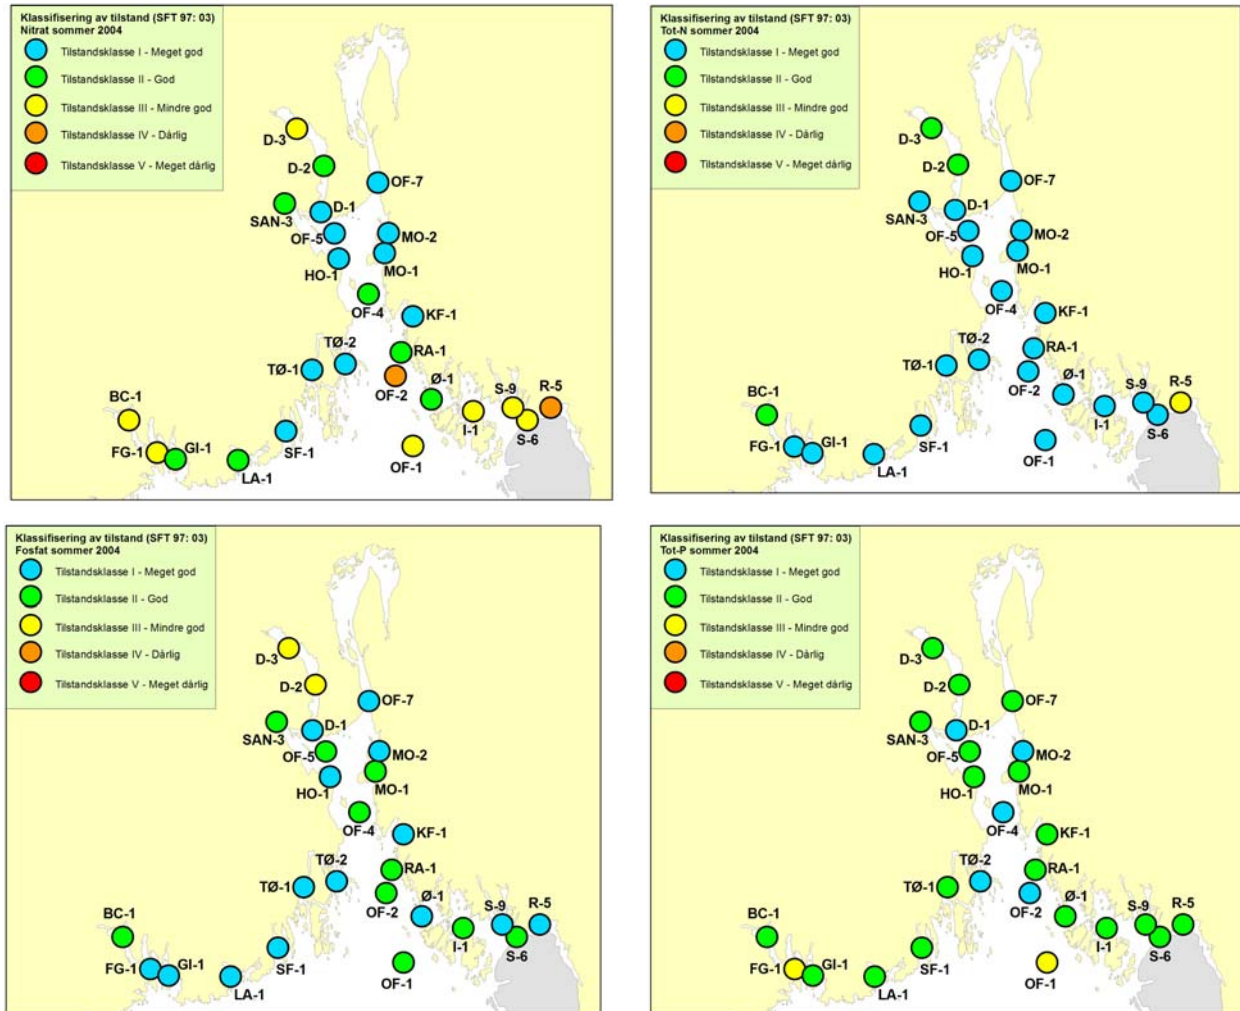 Klassifisering av tilstand (SFT 97: 03)
Nitrat sommer 2004
Tilstandsklasse I - Meget god
Tilstandsklasse II - God
Tilstandsklasse III - Mindre god
Tilstandsklasse IV - Dårlig
Tilstandsklasse V - Meget dårlig
D-3
D-2
OF-7
SAN-3
D-1
OF-5
MO-2
HO-1
MO-1
OF-4
KF-1
TØ-2
RA-1
TØ-1
OF-2
Ø-1
S-9
R-5
BC-1
I-1
S-6
FG-1
GI-1
SF-1
OF-1
LA-1
Klassifisering av tilstand (SFT 97: 03)
Tot-N sommer 2004
Tilstandsklasse I - Meget god
Tilstandsklasse II - God
Tilstandsklasse III - Mindre god
Tilstandsklasse IV - Dårlig
Tilstandsklasse V - Meget dårlig
D-3
D-2
OF-7
SAN-3
D-1
OF-5
MO-2
HO-1
MO-1
OF-4
KF-1
TØ-2
RA-1
TØ-1
OF-2
Ø-1
S-9
R-5
BC-1
I-1
S-6
FG-1
GI-1
SF-1
OF-1
LA-1
Klassifisering av tilstand (SFT 97: 03)
Fosfat sommer 2004
Tilstandsklasse I - Meget god
Tilstandsklasse II - God
Tilstandsklasse III - Mindre god
Tilstandsklasse IV - Dårlig
Tilstandsklasse V - Meget dårlig
D-3
D-2
OF-7
SAN-3
D-1
OF-5
MO-2
HO-1
MO-1
OF-4
KF-1
TØ-2
RA-1
TØ-1
OF-2
Ø-1
S-9
R-5
BC-1
I-1
S-6
FG-1
GI-1
SF-1
OF-1
LA-1
Klassifisering av tilstand (SFT 97: 03)
Tot-P sommer 2004
Tilstandsklasse I - Meget god
Tilstandsklasse II - God
Tilstandsklasse III - Mindre god
Tilstandsklasse IV - Dårlig
Tilstandsklasse V - Meget dårlig
D-3
D-2
OF-7
SAN-3
D-1
OF-5
MO-2
HO-1
MO-1
OF-4
KF-1
TØ-2
RA-1
TØ-1
OF-2
Ø-1
S-9
R-5
BC-1
I-1
S-6
FG-1
GI-1
SF-1
OF-1
LA-1